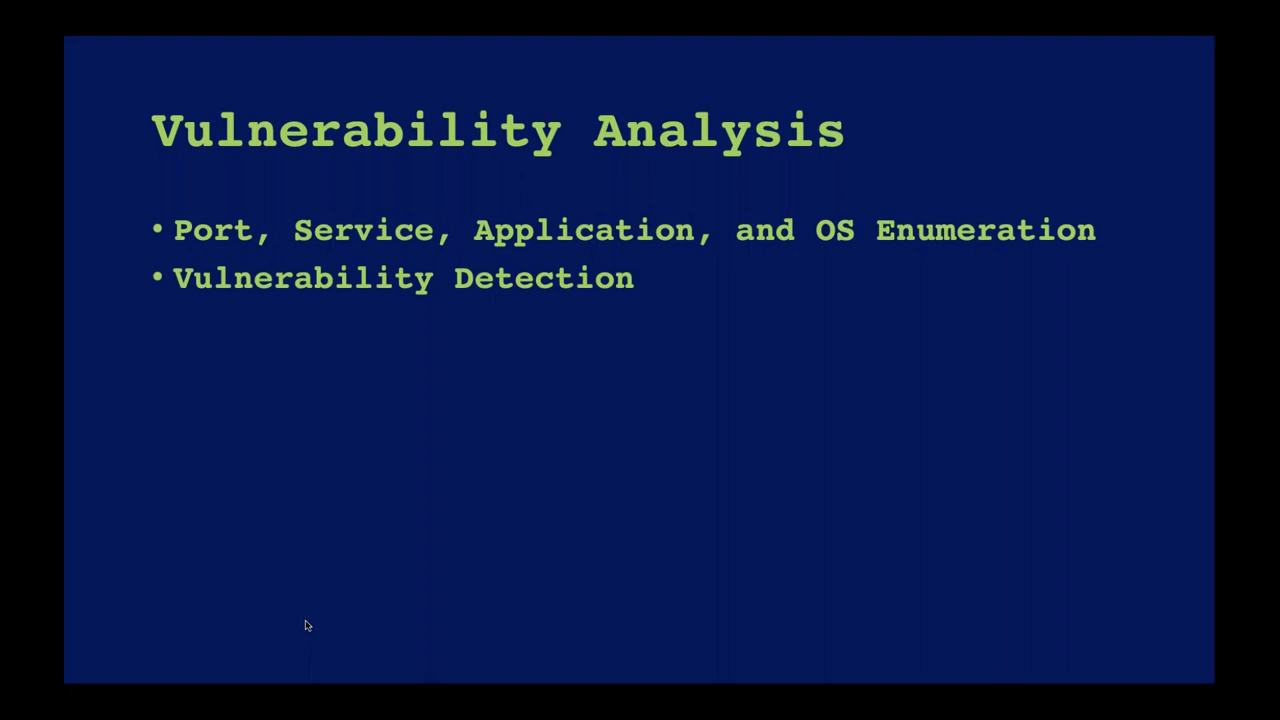 Vulnerability Analysis
• Port, Service, Application, and OS Enumeration
• Vulnerability Detection